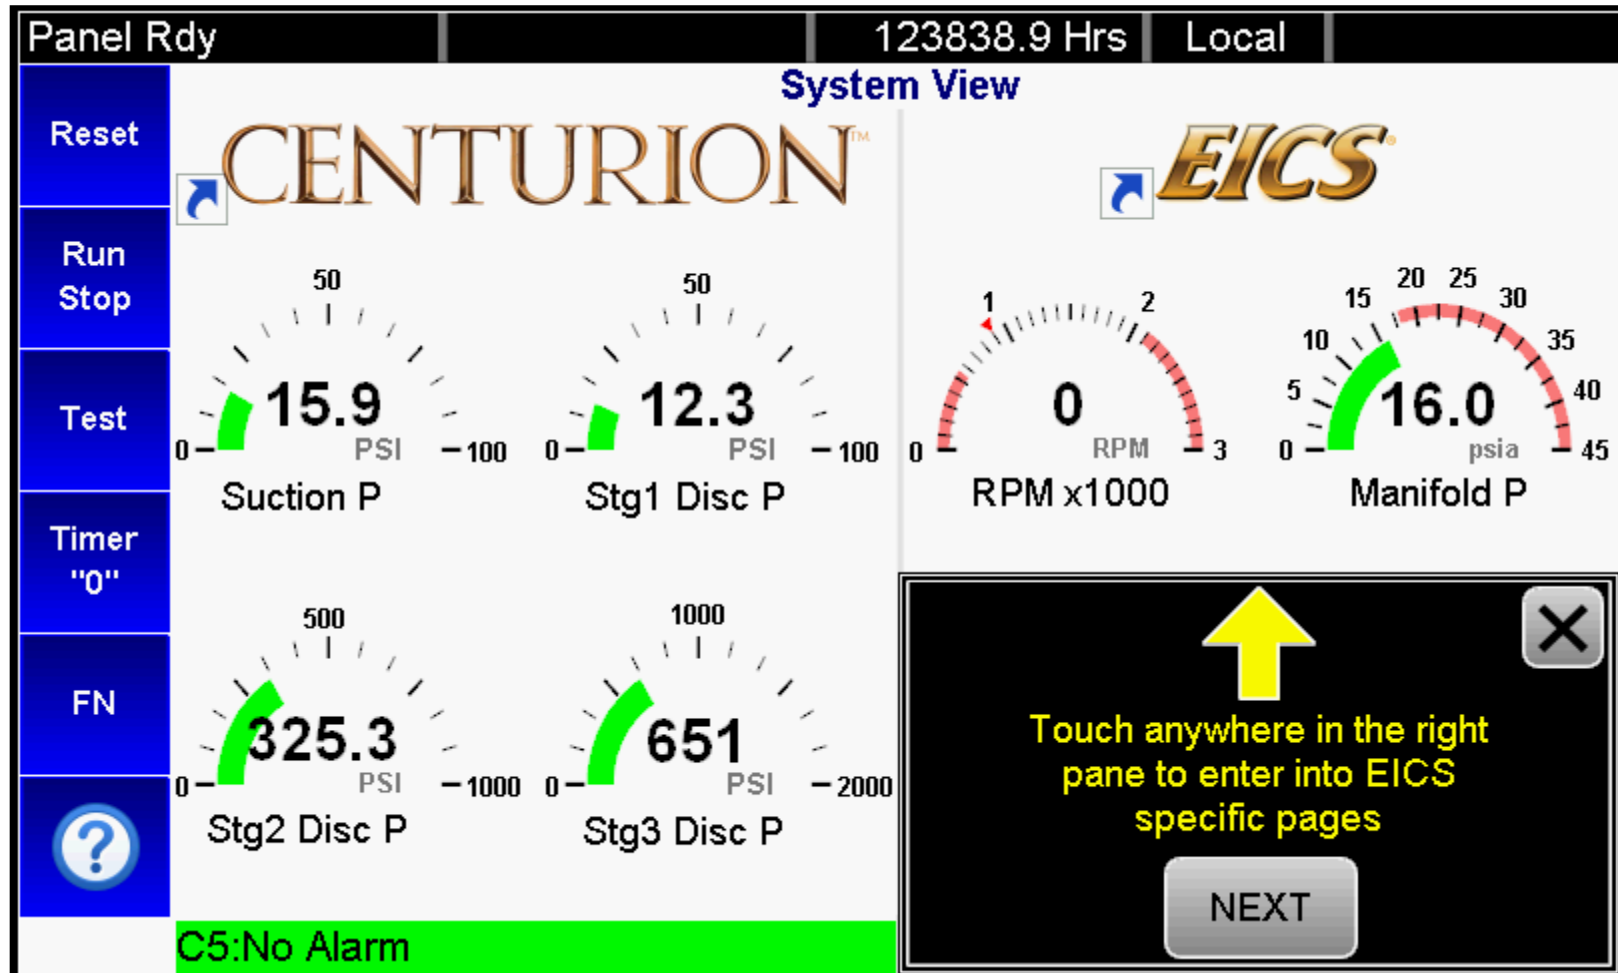 Panel Rdy 123838.9 Hrs Local
System View
Reset
Run
Stop
Test
Timer
"0"
FN
?
CENTURION™
EICS®
50
0 100
15.9
PSI
Suction P
50
0 100
12.3
PSI
Stg1 Disc P
1 2
0 3
0
RPM
RPM x1000
0 5 10 15 20 25 30 35 40 45
16.0
psia
Manifold P
500
0 1000
325.3
PSI
Stg2 Disc P
1000
0 2000
651
PSI
Stg3 Disc P
Touch anywhere in the right
pane to enter into EICS
specific pages
NEXT
C5:No Alarm